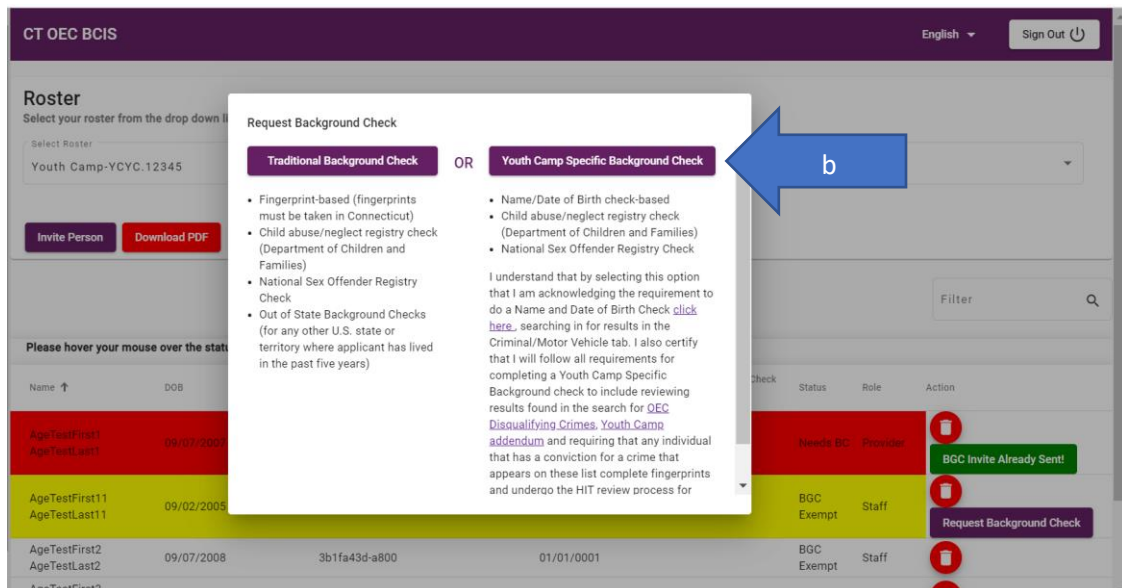 CT OEC BCIS
English
Sign Out
Roster
Select your roster from the drop down li
Select Roster
Youth Camp-YCYC.12345
Invite Person
Download PDF
Request Background Check
Traditional Background Check
OR
Youth Camp Specific Background Check
b
• Fingerprint-based (fingerprints
must be taken in Connecticut)
• Child abuse/neglect registry check
(Department of Children and
Families)
• National Sex Offender Registry
Check
• Out of State Background Checks
(for any other U.S. state or
territory where applicant has lived
in the past five years)
• Name/Date of Birth check-based
• Child abuse/neglect registry check
(Department of Children and Families)
• National Sex Offender Registry Check
I understand that by selecting this option
that I am acknowledging the requirement to
do a Name and Date of Birth Check click
here , searching in for results in the
Criminal/Motor Vehicle tab. I also certify
that I will follow all requirements for
completing a Youth Camp Specific
Background check to include reviewing
results found in the search for OEC
Disqualifying Crimes, Youth Camp
addendum and requiring that any individual
that has a conviction for a crime that
appears on these list complete fingerprints
and undergo the HIT review process for
Filter
Please hover your mouse over the statu
Name DOB Check Status Role Action
AgeTestFirst1
AgeTestLast1
09/07/2007 Needs BC Provider
BGC Invite Already Sent!
AgeTestFirst11
AgeTestLast11
09/02/2005
BGC
Exempt
Staff
Request Background Check
AgeTestFirst2
AgeTestLast2
09/07/2008 3b1fa43d-a800 01/01/0001
BGC
Exempt
Staff